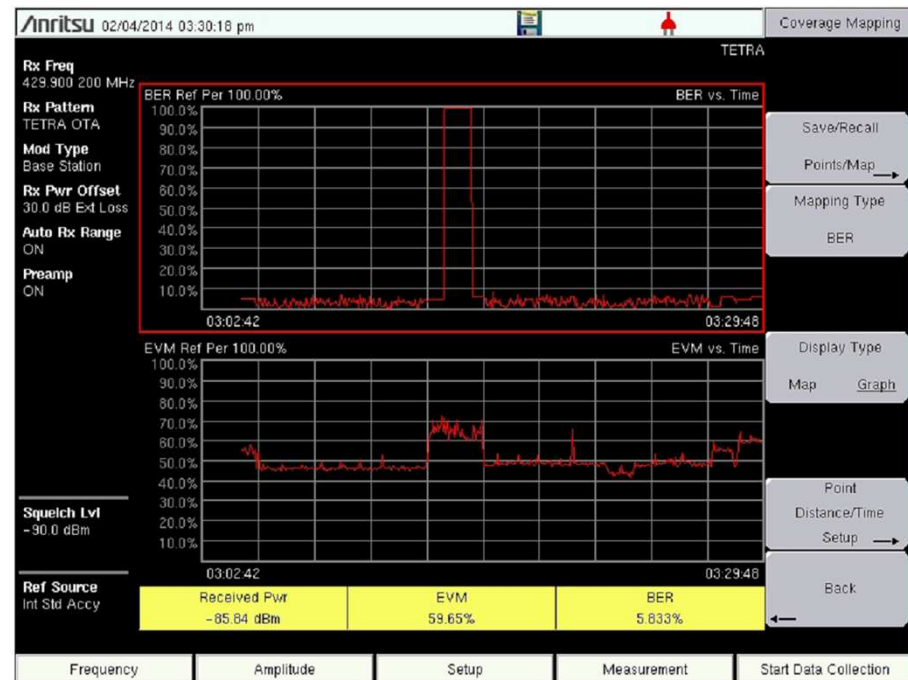 Anritsu 02/04/2014 03:30:18 pm
Coverage Mapping
TETRA
Rx Freq
429.900 200 MHz
Rx Pattern
TETRA OTA
Mod Type
Base Station
Rx Pwr Offset
30.0 dB Ext Loss
Auto Rx Range
ON
Preamp
ON
Squelch Lvl
-90.0 dBm
Ref Source
Int Std Accy
BER Ref Per 100.00% BER vs. Time
100.0%
90.0%
80.0%
70.0%
60.0%
50.0%
40.0%
30.0%
20.0%
10.0%
03:02:42 03:29:48
EVM Ref Per 100.00% EVM vs. Time
100.0%
90.0%
80.0%
70.0%
60.0%
50.0%
40.0%
30.0%
20.0%
10.0%
03:02:42 03:29:48
Received Pwr EVM BER
-85.84 dBm 59.65% 5.833%
Save/Recall
Points/Map
Mapping Type
BER
Display Type
Map Graph
Point
Distance/Time
Setup
Back
Frequency Amplitude Setup Measurement Start Data Collection